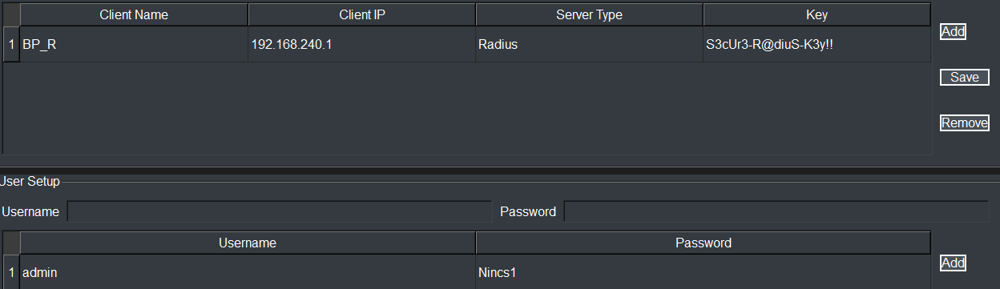 Client Name Client IP Server Type Key
1 BP_R 192.168.240.1 Radius S3cUr3-R@diuS-K3y!!
Add
Save
Remove
User Setup
Username Password
Username Password
1 admin Nincs1
Add